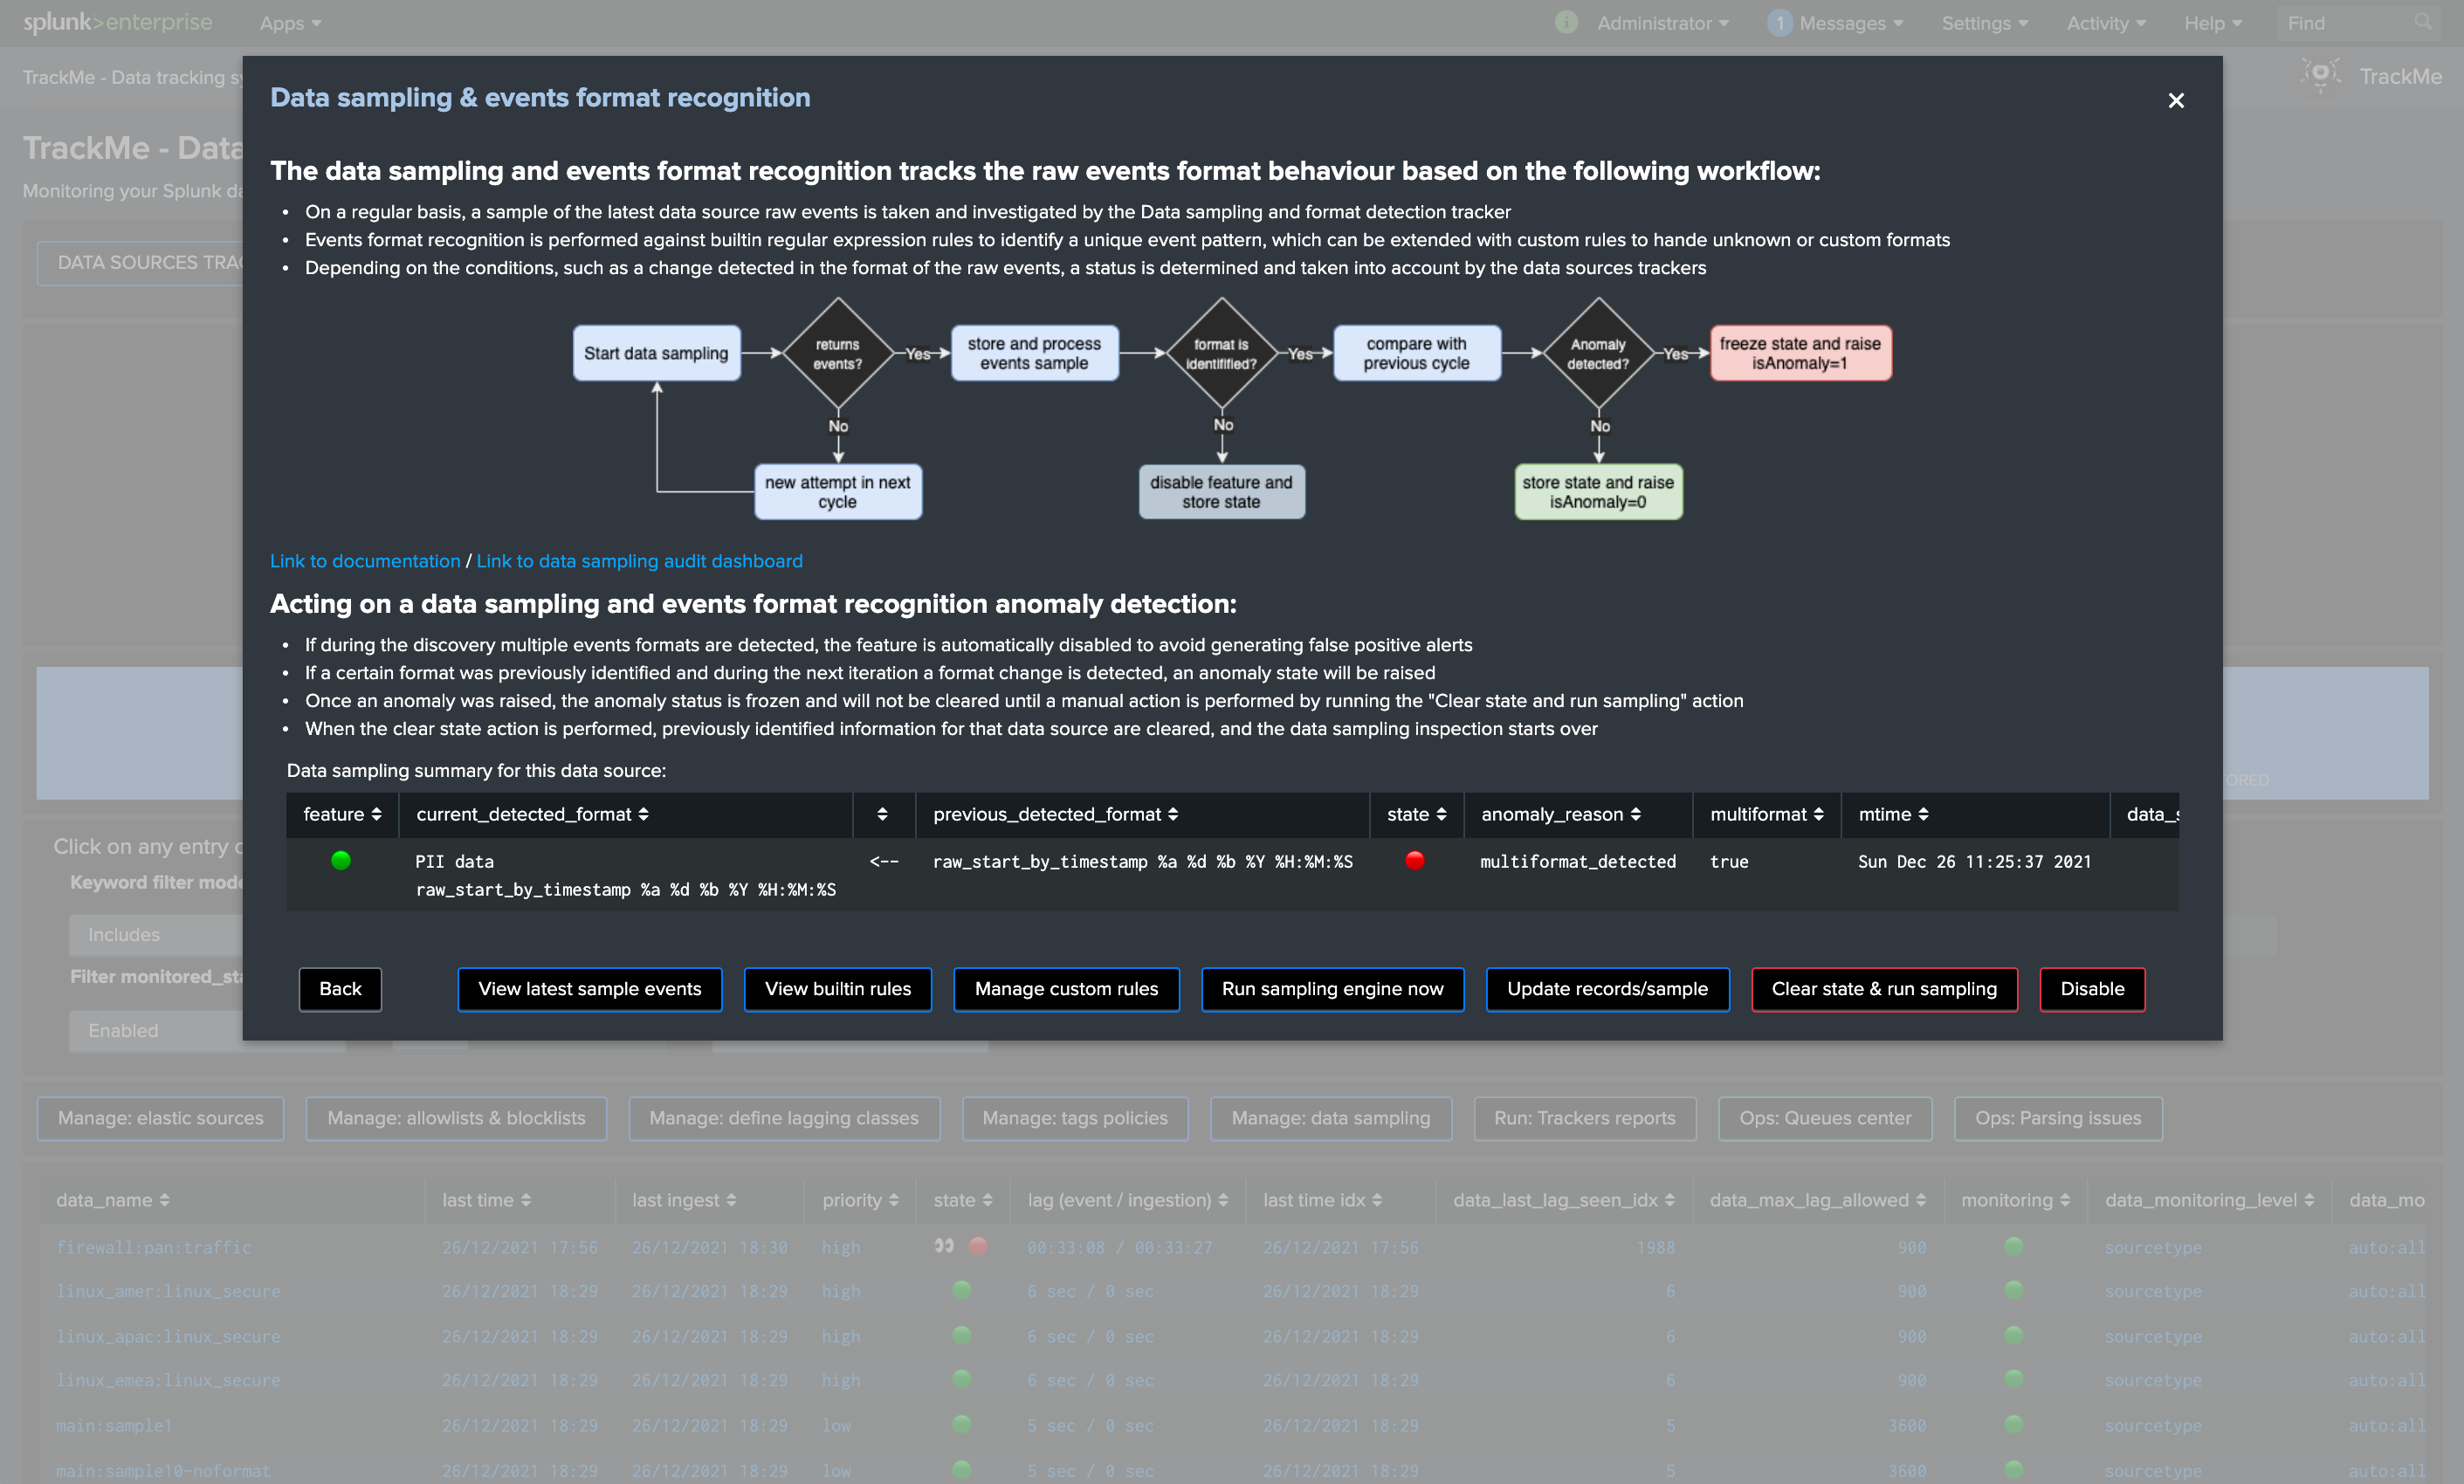 splunk>enterprise Apps i Administrator 1 Messages Settings Activity Help Find
TrackMe - Data tracking sy TrackMe
Data sampling & events format recognition
TrackMe - Data
Monitoring your Splunk da
DATA SOURCES TRAC
The data sampling and events format recognition tracks the raw events format behaviour based on the following workflow:
• On a regular basis, a sample of the latest data source raw events is taken and investigated by the Data sampling and format detection tracker
• Events format recognition is performed against builtin regular expression rules to identify a unique event pattern, which can be extended with custom rules to hande unknown or custom formats
• Depending on the conditions, such as a change detected in the format of the raw events, a status is determined and taken into account by the data sources trackers
Start data sampling
returns
events?
Yes
store and process
events sample
format is
identitified?
Yes
compare with
previous cycle
Anomaly
detected?
Yes
freeze state and raise
isAnomaly=1
No
No
No
new attempt in next
cycle
disable feature and
store state
store state and raise
isAnomaly=0
Link to documentation / Link to data sampling audit dashboard
Acting on a data sampling and events format recognition anomaly detection:
• If during the discovery multiple events formats are detected, the feature is automatically disabled to avoid generating false positive alerts
• If a certain format was previously identified and during the next iteration a format change is detected, an anomaly state will be raised
• Once an anomaly was raised, the anomaly status is frozen and will not be cleared until a manual action is performed by running the "Clear state and run sampling" action
• When the clear state action is performed, previously identified information for that data source are cleared, and the data sampling inspection starts over
Data sampling summary for this data source:
feature current_detected_format previous_detected_format state anomaly_reason multiformat mtime data_s
PII data <-- raw_start_by_timestamp %a %d %b %Y %H:%M:%S multiformat_detected true Sun Dec 26 11:25:37 2021
raw_start_by_timestamp %a %d %b %Y %H:%M:%S
Back View latest sample events View builtin rules Manage custom rules Run sampling engine now Update records/sample Clear state & run sampling Disable
ORED
Click on any entry
Keyword filter mode
Includes
Filter monitored_sta
Enabled
Manage: elastic sources Manage: allowlists & blocklists Manage: define lagging classes Manage: tags policies Manage: data sampling Run: Trackers reports Ops: Queues center Ops: Parsing issues
data_name last time last ingest priority state lag (event / ingestion) last time idx data_last_lag_seen_idx data_max_lag_allowed monitoring data_monitoring_level data_mo
firewall:pan:traffic 26/12/2021 17:56 26/12/2021 18:30 high 00:33:08 / 00:33:27 26/12/2021 17:56 1988 900 sourcetype auto:all
linux_amer:linux_secure 26/12/2021 18:29 26/12/2021 18:29 high 6 sec / 0 sec 26/12/2021 18:29 6 900 sourcetype auto:all
linux_apac:linux_secure 26/12/2021 18:29 26/12/2021 18:29 high 6 sec / 0 sec 26/12/2021 18:29 6 900 sourcetype auto:all
linux_emea:linux_secure 26/12/2021 18:29 26/12/2021 18:29 high 6 sec / 0 sec 26/12/2021 18:29 6 900 sourcetype auto:all
main:sample1 26/12/2021 18:29 26/12/2021 18:29 low 5 sec / 0 sec 26/12/2021 18:29 5 3600 sourcetype auto:all
main:sample10-noformat 26/12/2021 18:29 26/12/2021 18:29 low 5 sec / 0 sec 26/12/2021 18:29 5 3600 sourcetype auto:all